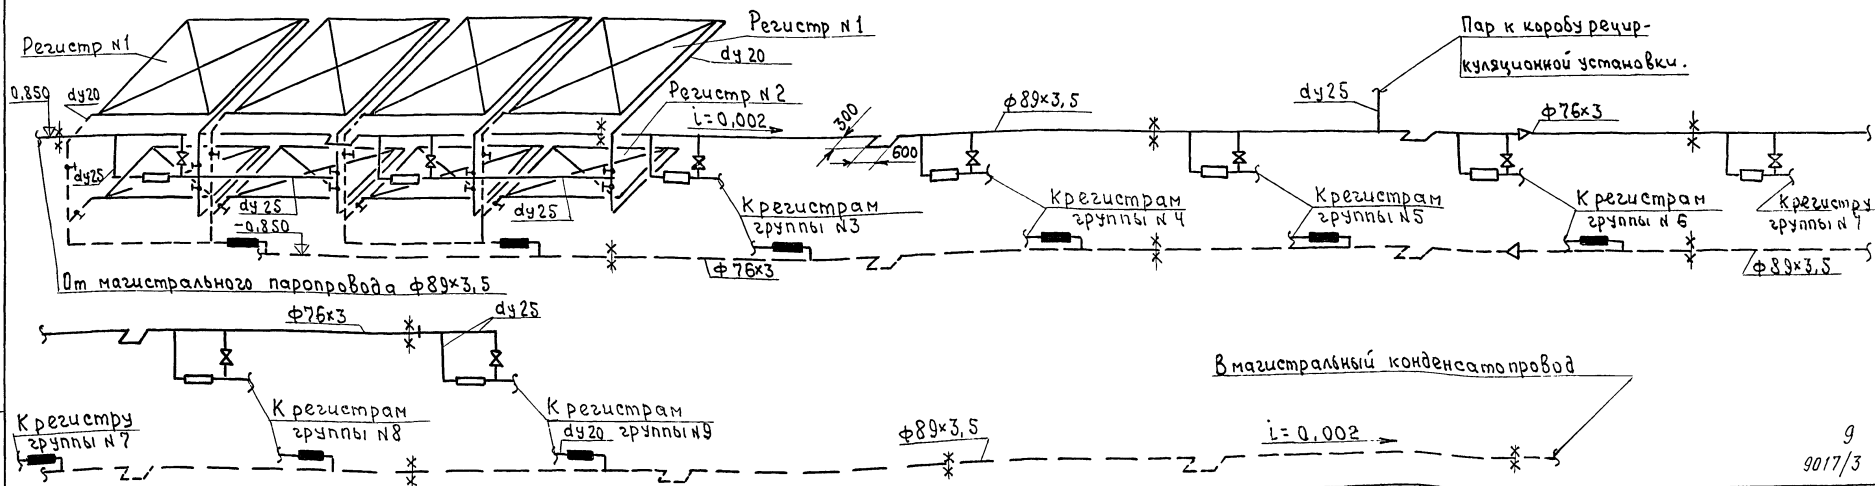 Регистр N1
Регистр N1
dу 20
Пар к коробу рецир-
куляционной установки.
0,850
dу20
Регистр N 2
i=0,002
300
600
ф89×3,5
dу25
ф76×3
dу25
dу 25
-0,850
dу25
К регистрам
группы N3
К регистрам
группы N 4
К регистрам
группы N5
К регистрам
группы N 6
К регистру
группы N 7
ф76×3
ф89×3,5
От магистрального паропровода ф89×3,5
ф76×3
dу25
В магистральный конденсатопровод
К регистру
группы N 7
К регистрам
группы N8
К регистрам
dу20 группы N9
ф89×3,5
i=0,002
9
9017/3